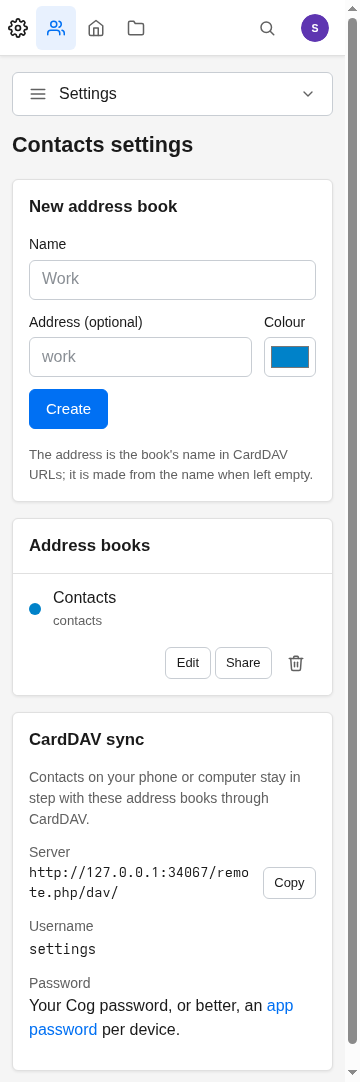 S
Settings
Contacts settings
New address book
Name
Work
Address (optional)
Colour
work
Create
The address is the book's name in CardDAV
URLs; it is made from the name when left empty.
Address books
Contacts
contacts
Edit
Share
CardDAV sync
Contacts on your phone or computer stay in
step with these address books through
CardDAV.
Server
http://127.0.0.1:34067/remo
te.php/dav/
Copy
Username
settings
Password
Your Cog password, or better, an app
password per device.